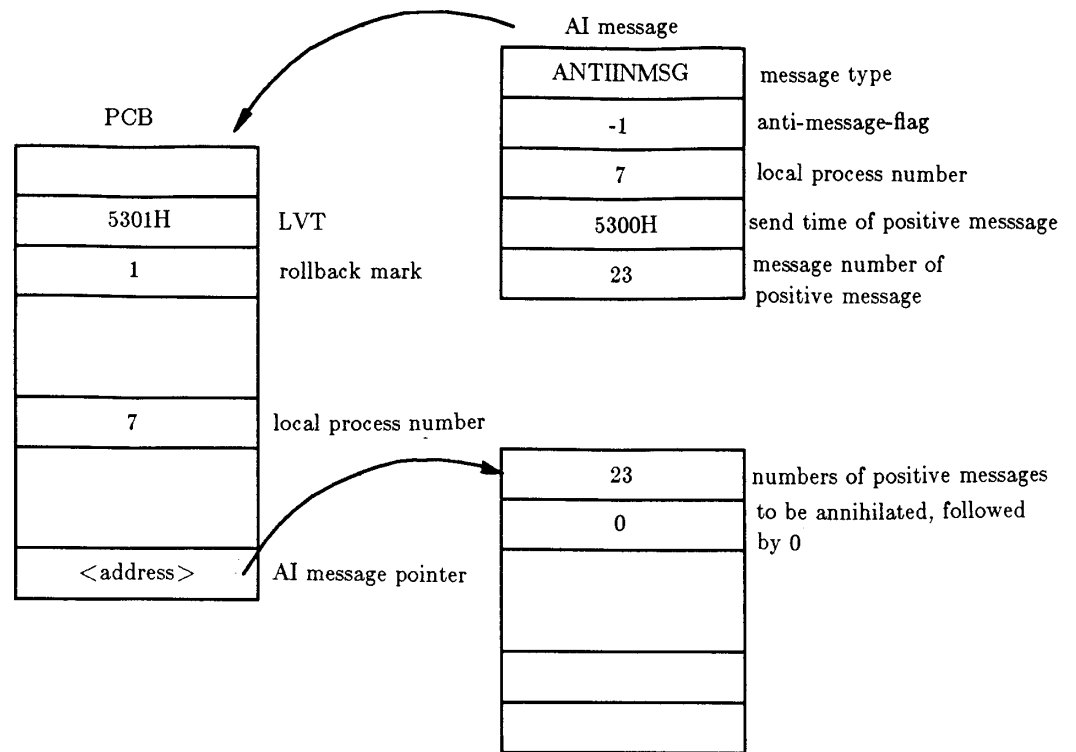 AI message
ANTIINMSG message type
-1 anti-message-flag
7 local process number
5300H send time of positive messsage
23 message number of
positive message
PCB
5301H LVT
1 rollback mark
7 local process number
<address> AI message pointer
23 numbers of positive messages
0 to be annihilated, followed
by 0